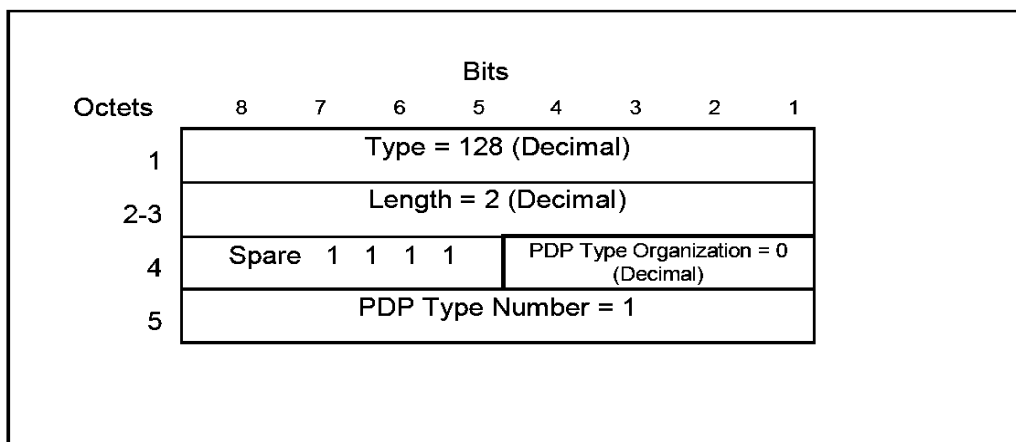 Bits
Octets 8 7 6 5 4 3 2 1
1 Type = 128 (Decimal)
2-3 Length = 2 (Decimal)
4 Spare 1 1 1 1 PDP Type Organization = 0
(Decimal)
5 PDP Type Number = 1